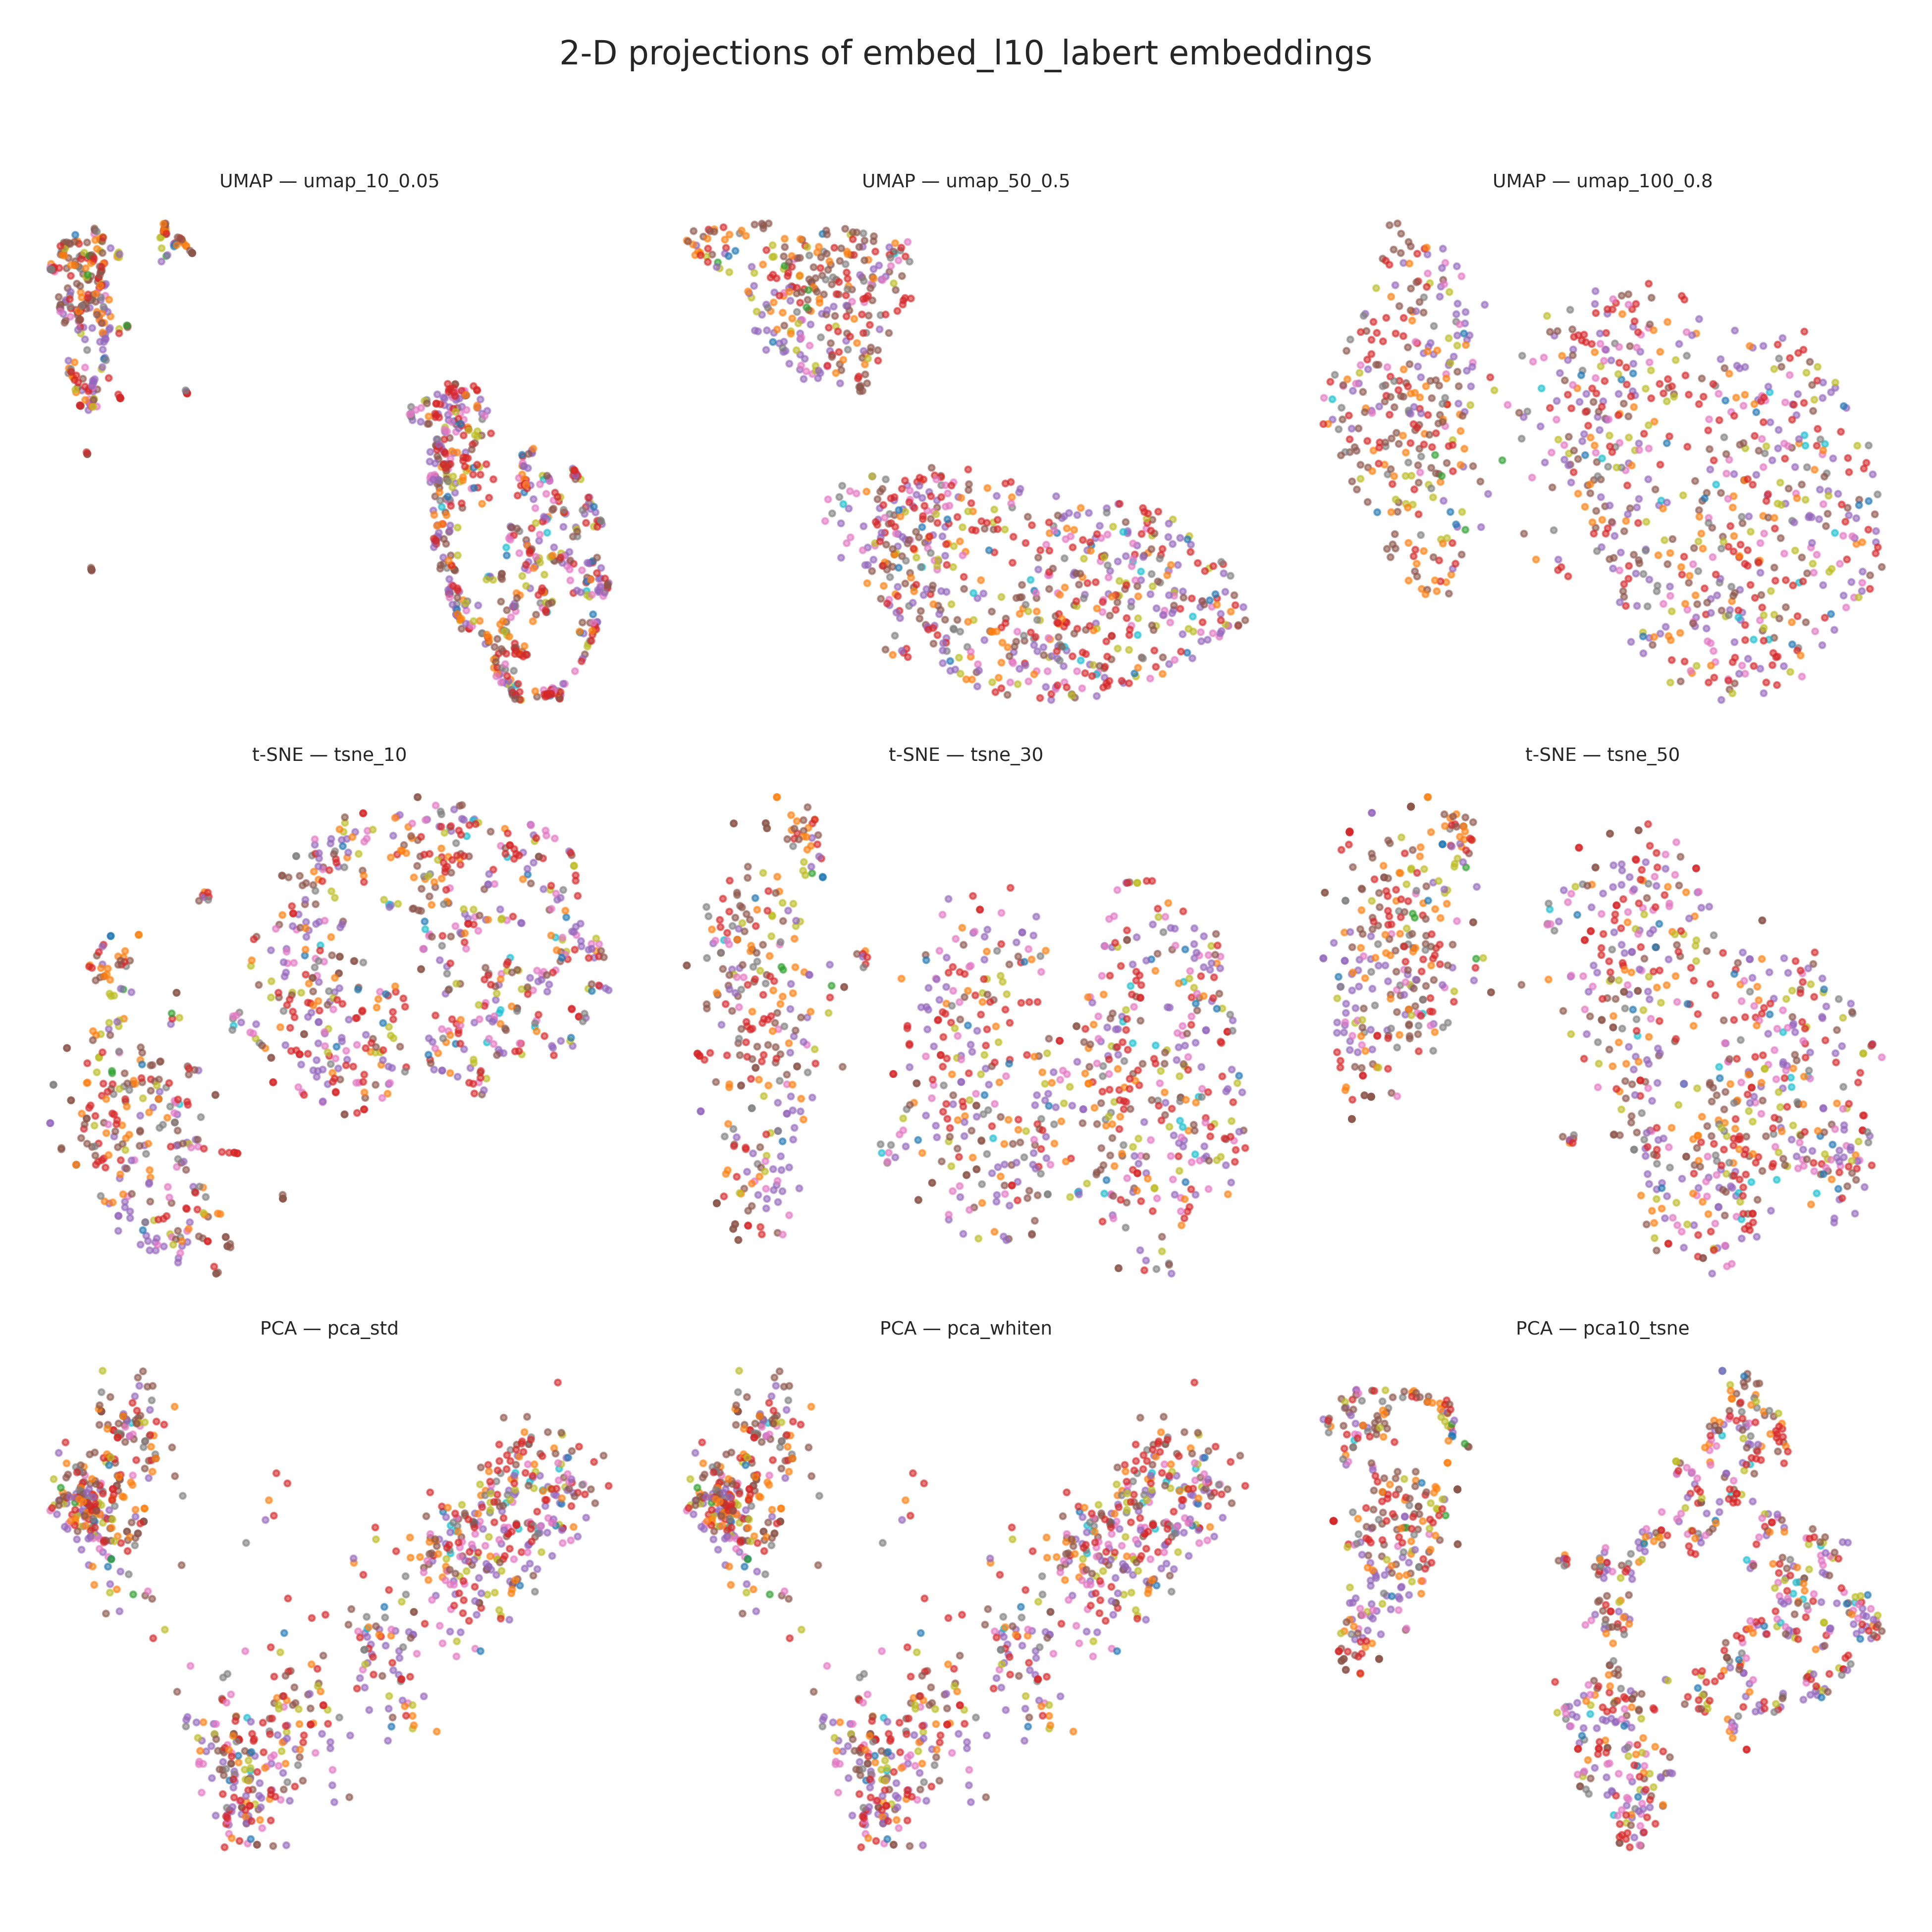 2-D projections of embed_l10_labert embeddings
UMAP — umap_10_0.05
UMAP — umap_50_0.5
UMAP — umap_100_0.8
t-SNE — tsne_10
t-SNE — tsne_30
t-SNE — tsne_50
PCA — pca_std
PCA — pca_whiten
PCA — pca10_tsne